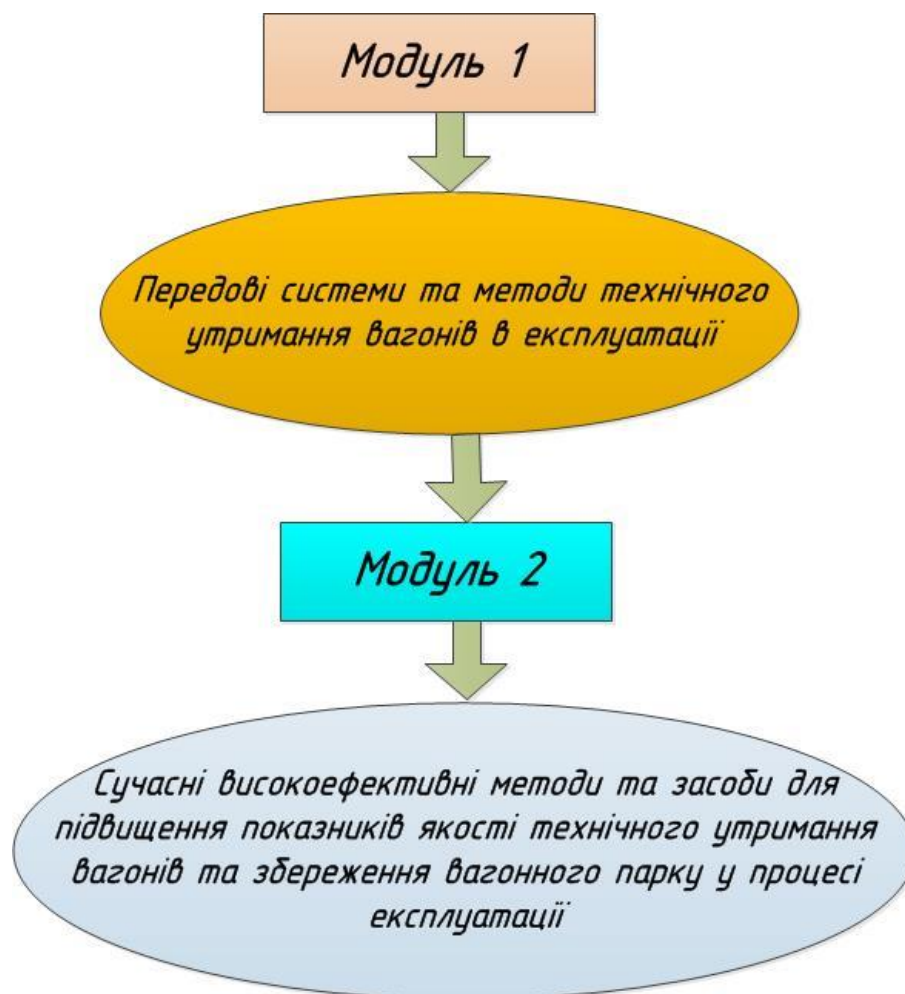 Модуль 1
Передові системи та методи технічного
утримання вагонів в експлуатації
Модуль 2
Сучасні високоефективні методи та засоби для
підвищення показників якості технічного утримання
вагонів та збереження вагонного парку у процесі
експлуатації